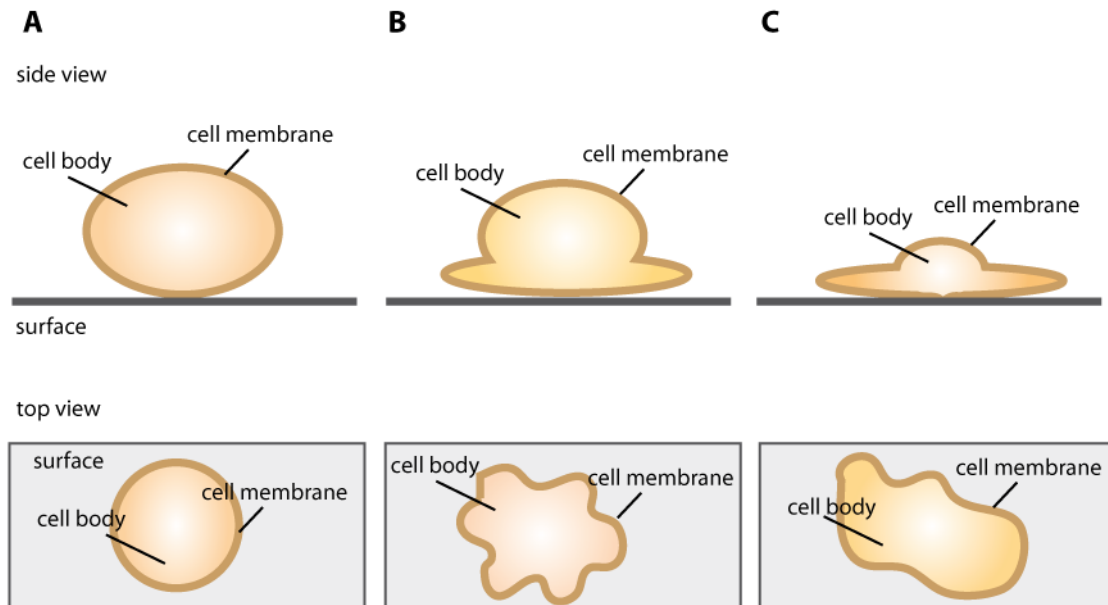 A
B
C
side view
cell membrane
cell body
cell membrane
cell body
cell membrane
cell body
surface
top view
surface
cell membrane
cell body
cell body
cell membrane
cell membrane
cell body